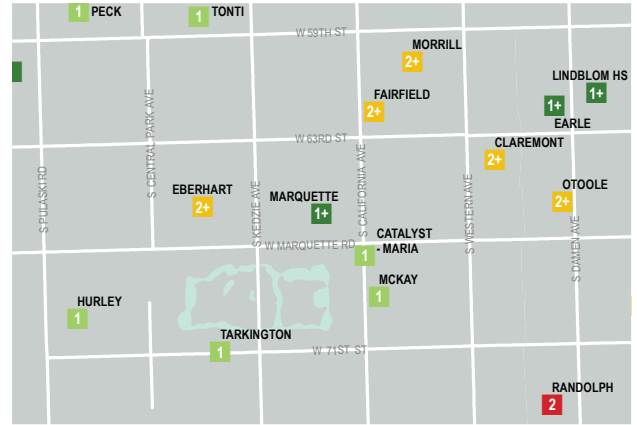 1 PECK
1 TONTI
W 59TH ST
MORRILL
2+
LINDBLOM HS
1+
FAIRFIELD
2+
1+
EARLE
S CENTRAL PARK AVE
W 63RD ST
CLAREMONT
2+
S PULASKI RD
EBERHART
2+
S KEDZIE AVE
MARQUETTE
1+
S CALIFORNIA AVE
S WESTERN AVE
OTOOLE
2+
S DAMEN AVE
W MARQUETTE RD
CATALYST
- MARIA
1
MCKAY
1
HURLEY
1
TARKINGTON
1
W 71ST ST
RANDOLPH
2